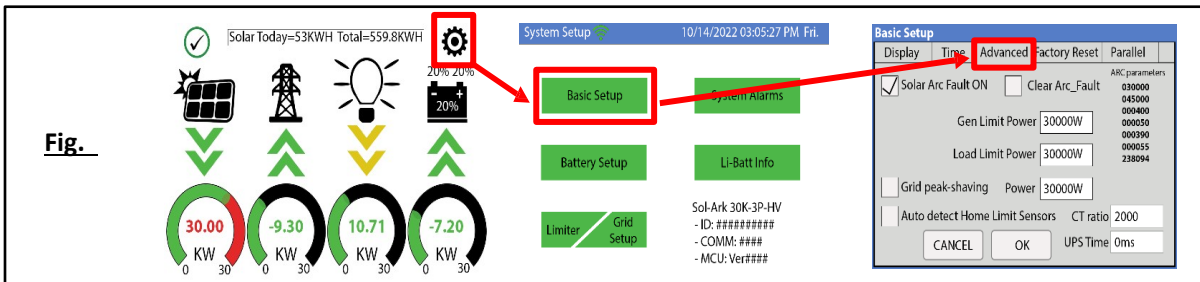 Fig.
Solar Today=53KWH Total=559.8KWH
20% 20%
- +
20%
30.00
KW
0 30
-9.30
KW
0 30
10.71
KW
0 30
-7.20
KW
0 30
System Setup 10/14/2022 03:05:27 PM Fri.
Basic Setup
System Alarms
Battery Setup
Li-Batt Info
Limiter
Grid
Setup
Sol-Ark 30K-3P-HV
- ID: ##########
- COMM: ####
- MCU: Ver####
Basic Setup
Display Time Advanced Factory Reset Parallel
Solar Arc Fault ON Clear Arc_Fault
ARC parameters
030000
045000
000400
000050
000390
000055
238094
Gen Limit Power 30000W
Load Limit Power 30000W
Grid peak-shaving Power 30000W
Auto detect Home Limit Sensors CT ratio 2000
CANCEL OK UPS Time 0ms